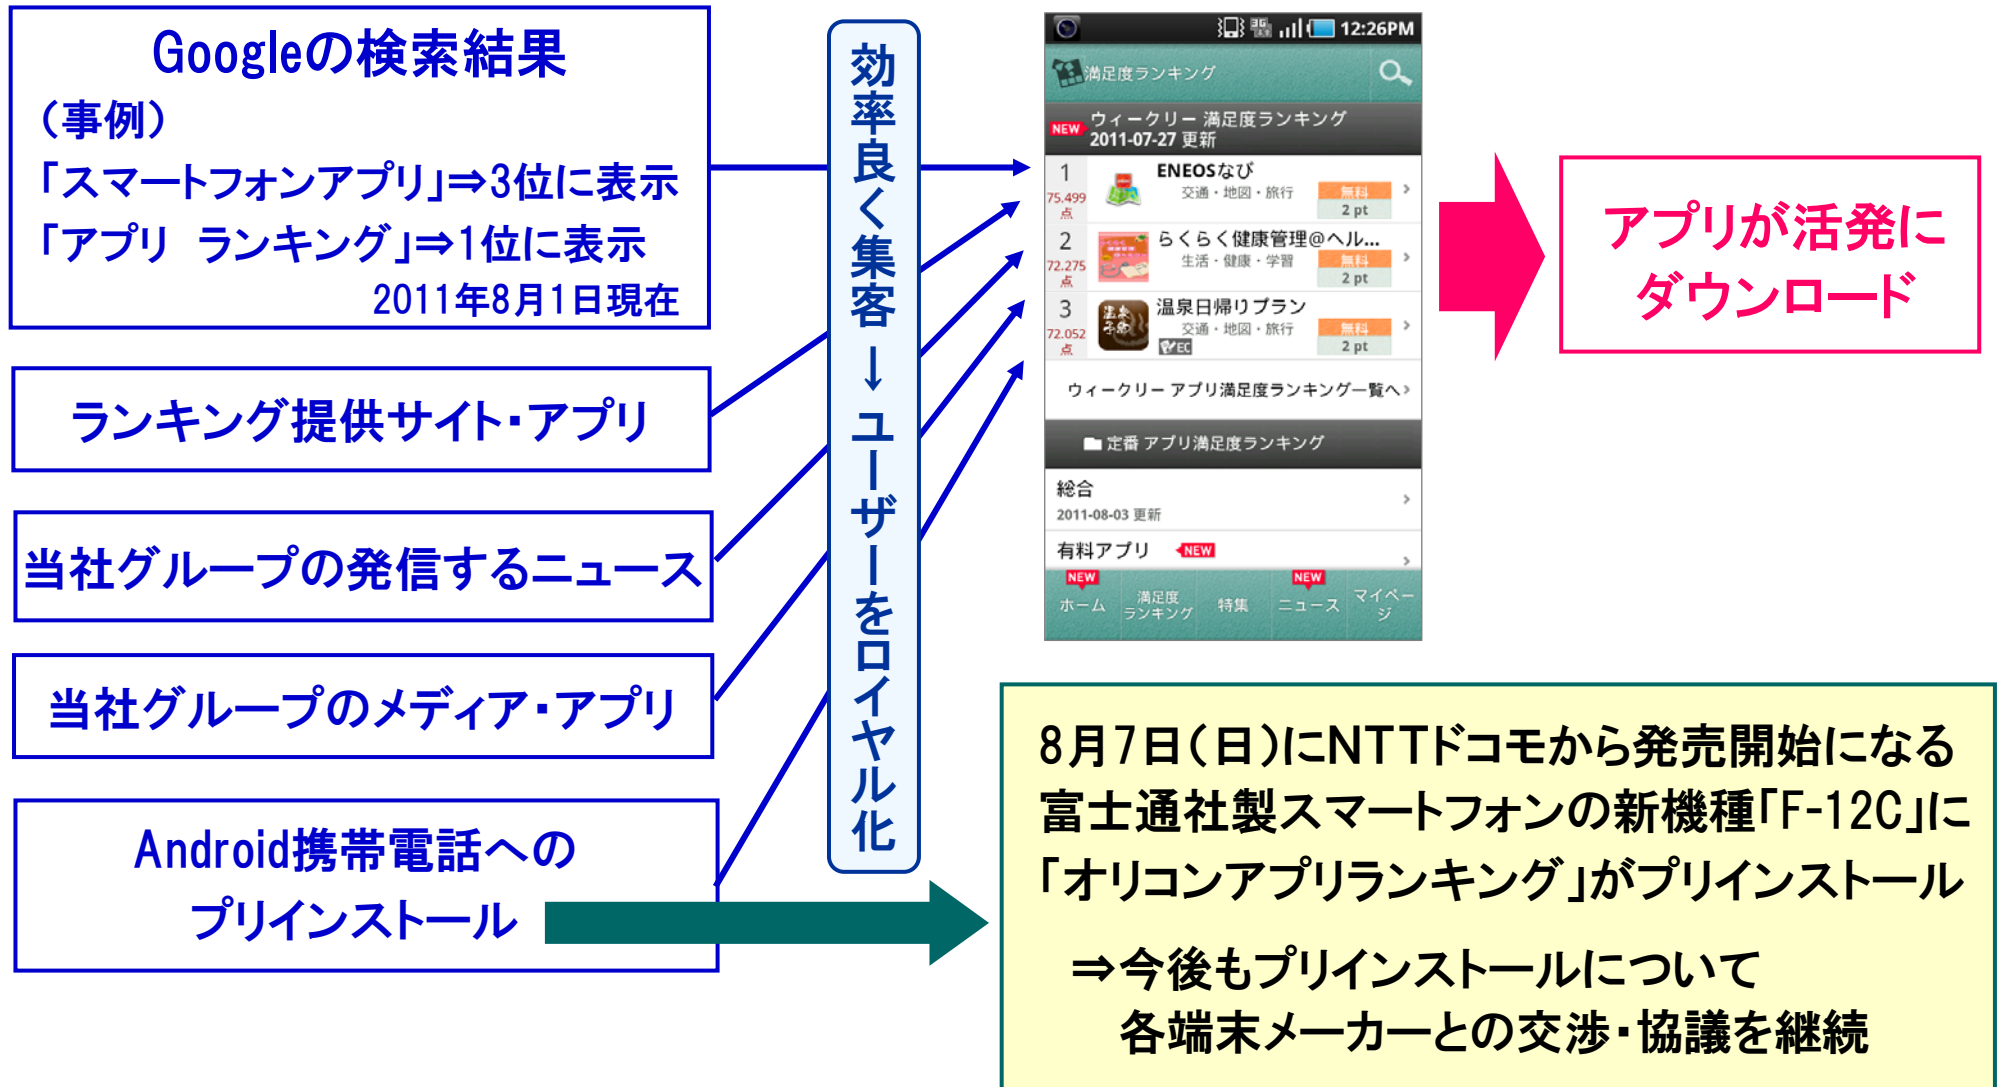 Googleの検索結果
（事例）
「スマートフォンアプリ」⇒3位に表示
「アプリ ランキング」⇒1位に表示
2011年8月1日現在
ランキング提供サイト・アプリ
当社グループの発信するニュース
当社グループのメディア・アプリ
Android携帯電話への
プリインストール
効率良く集客→ユーザーをロイヤル化
3G
12:26PM
満足度ランキング
NEW
ウィークリー 満足度ランキング
2011-07-27 更新
1
75.499
点
ENEOSなび
交通・地図・旅行
無料
2 pt
2
72.275
点
らくらく健康管理@ヘル...
生活・健康・学習
無料
2 pt
3
72.052
点
温泉日帰りプラン
交通・地図・旅行
EC
無料
2 pt
ウィークリー アプリ満足度ランキング一覧へ
定番 アプリ満足度ランキング
総合
2011-08-03 更新
有料アプリ NEW
NEW
ホーム
満足度
ランキング
特集
NEW
ニュース
マイペー
ジ
アプリが活発に
ダウンロード
8月7日（日）にNTTドコモから発売開始になる
富士通社製スマートフォンの新機種「F-12C」に
「オリコンアプリランキング」がプリインストール
⇒今後もプリインストールについて
各端末メーカーとの交渉・協議を継続